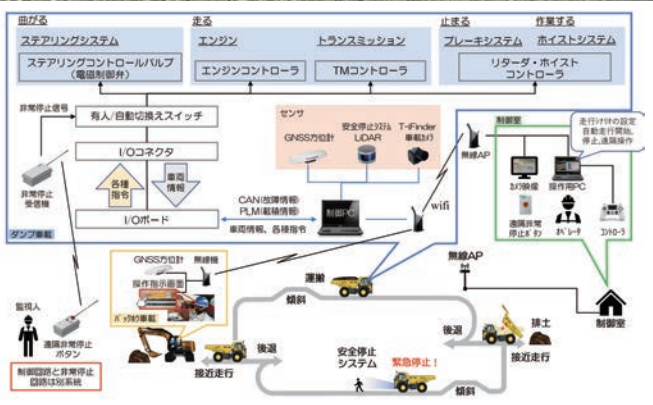 曲がる
走る
止まる
作業する
ステアリングシステム
エンジン
トランスミッション
ブレーキシステム
ホイストシステム
ステアリングコントロールバルブ
(電磁制御弁)
エンジンコントローラ
TMコントローラ
リターダ・ホイスト
コントローラ
非常停止信号
有人/自動切換えスイッチ
I/Oコネクタ
各種
指令
車両
情報
I/Oボード
非常停止
受信機
ダンプ車載
センサ
GNSS方位計
安全停止システム
LiDAR
T-iFinder
車載カメラ
CAN(故障情報)
PLM(載積情報)
車両情報、各種指令
制御PC
wifi
無線AP
制御室
走行シナリオの設定
自動走行開始、
停止,遠隔操作
カメラ映像
操作用PC
遠隔非常
停止ボタン
オペレータ
コントローラ
GNSS方位計
無線機
操作指示画面
バックホウ車載
監視人
遠隔非常停止
ボタン
制御回路と非常停止
回路は別系統
運搬
傾斜
無線AP
制御室
後退
接近走行
安全停止
システム
緊急停止！
傾斜
後退
排土
接近走行